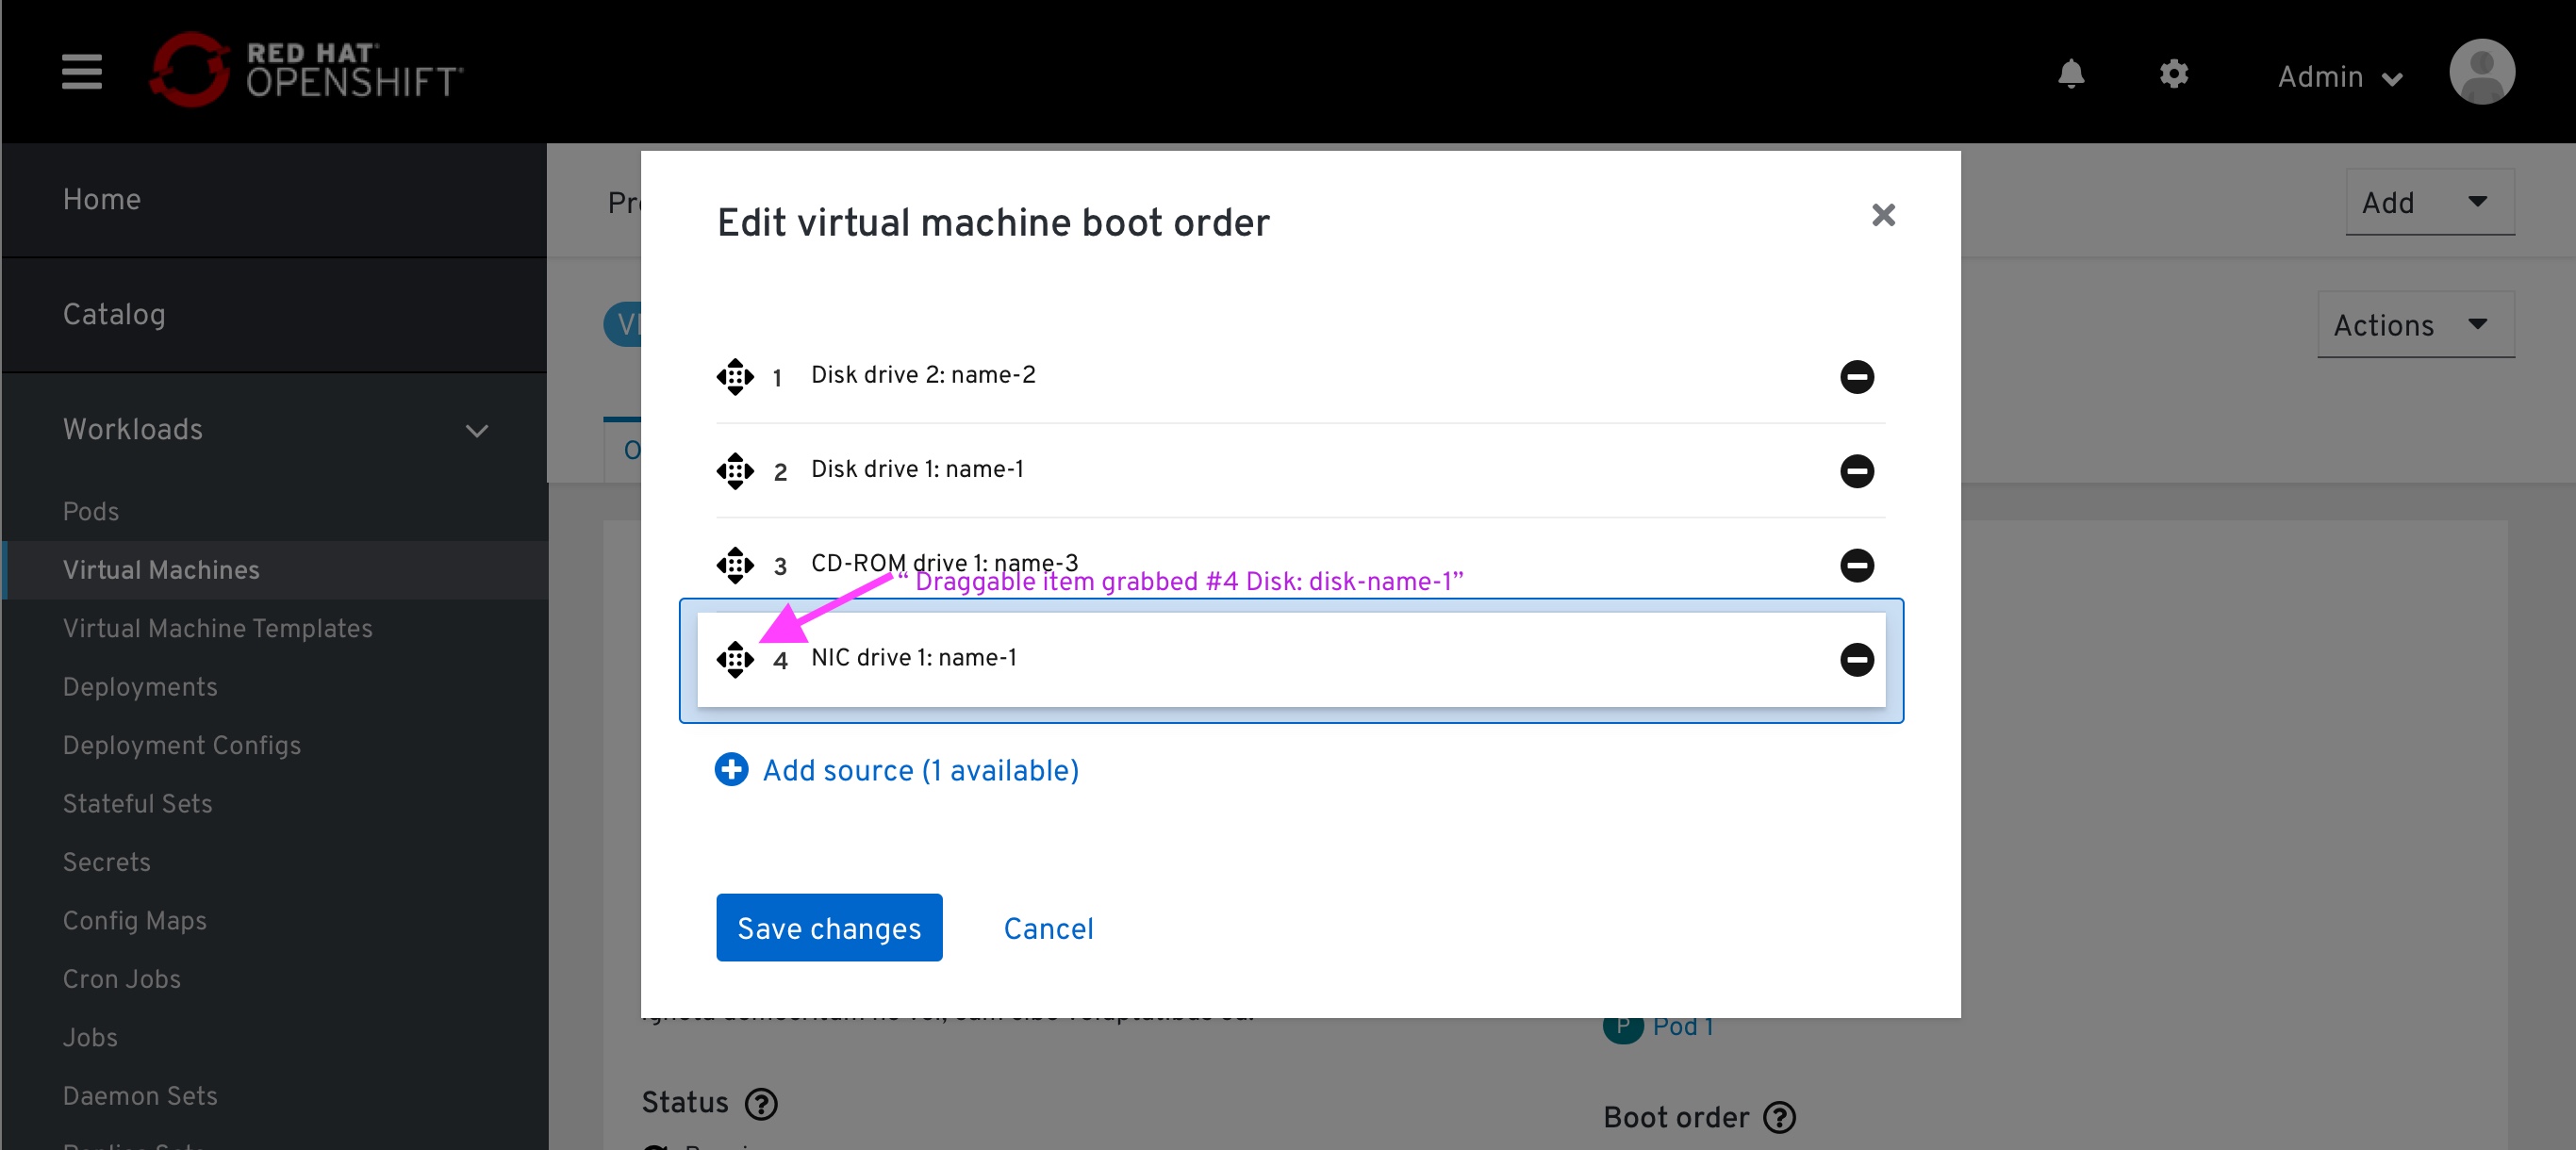 RED HAT®
OPENSHIFT®
Admin
Home
Catalog
Workloads
Pods
Virtual Machines
Virtual Machine Templates
Deployments
Deployment Configs
Stateful Sets
Secrets
Config Maps
Cron Jobs
Jobs
Daemon Sets
Add
Actions
Edit virtual machine boot order
1 Disk drive 2: name-2
2 Disk drive 1: name-1
3 CD-ROM drive 1: name-3
“ Draggable item grabbed #4 Disk: disk-name-1”
4 NIC drive 1: name-1
Add source (1 available)
Save changes Cancel
P Pod 1
Status ?
Boot order ?